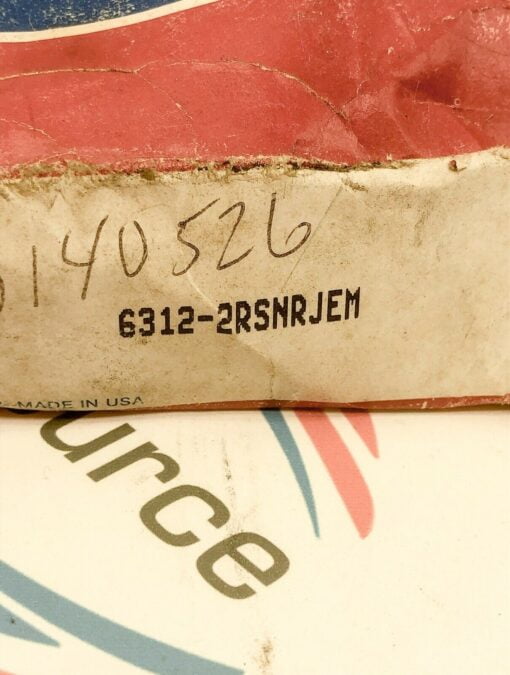 140526
6312-2RSNRJEM
MADE IN USA
urce